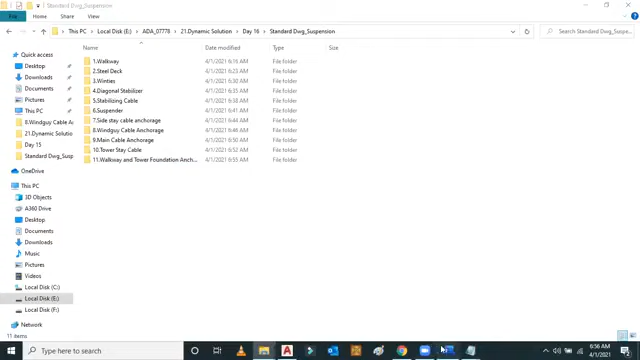 Standard Dwg_Suspension
File Home Share View
This PC > Local Disk (E:) > ADA_07778 > 21.Dynamic Solution > Day 16 > Standard Dwg_Suspension
Search Standard Dwg_Suspen...
Name Date modified Type Size
Quick access
Desktop
Downloads
Documents
Pictures
This PC
8.Windguy Cable Ar
21.Dynamic Solution
Day 15
Standard Dwg_Susp
OneDrive
This PC
3D Objects
A360 Drive
Desktop
Documents
Downloads
Music
Pictures
Videos
Local Disk (C:)
Local Disk (E:)
Local Disk (F:)
Network
1.Walkway 4/1/2021 6:16 AM File folder
2.Steel Deck 4/1/2021 6:23 AM File folder
3.Winties 4/1/2021 6:30 AM File folder
4.Diagonal Stabilizer 4/1/2021 6:35 AM File folder
5.Stabilizing Cable 4/1/2021 6:38 AM File folder
6.Suspender 4/1/2021 6:41 AM File folder
7.Side stay cable anchorage 4/1/2021 6:44 AM File folder
8.Windguy Cable Anchorage 4/1/2021 6:46 AM File folder
9.Main Cable Anchorage 4/1/2021 6:50 AM File folder
10.Tower Stay Cable 4/1/2021 6:52 AM File folder
11.Walkway and Tower Foundation Anch... 4/1/2021 6:55 AM File folder
11 items
Type here to search
6:56 AM
4/1/2021